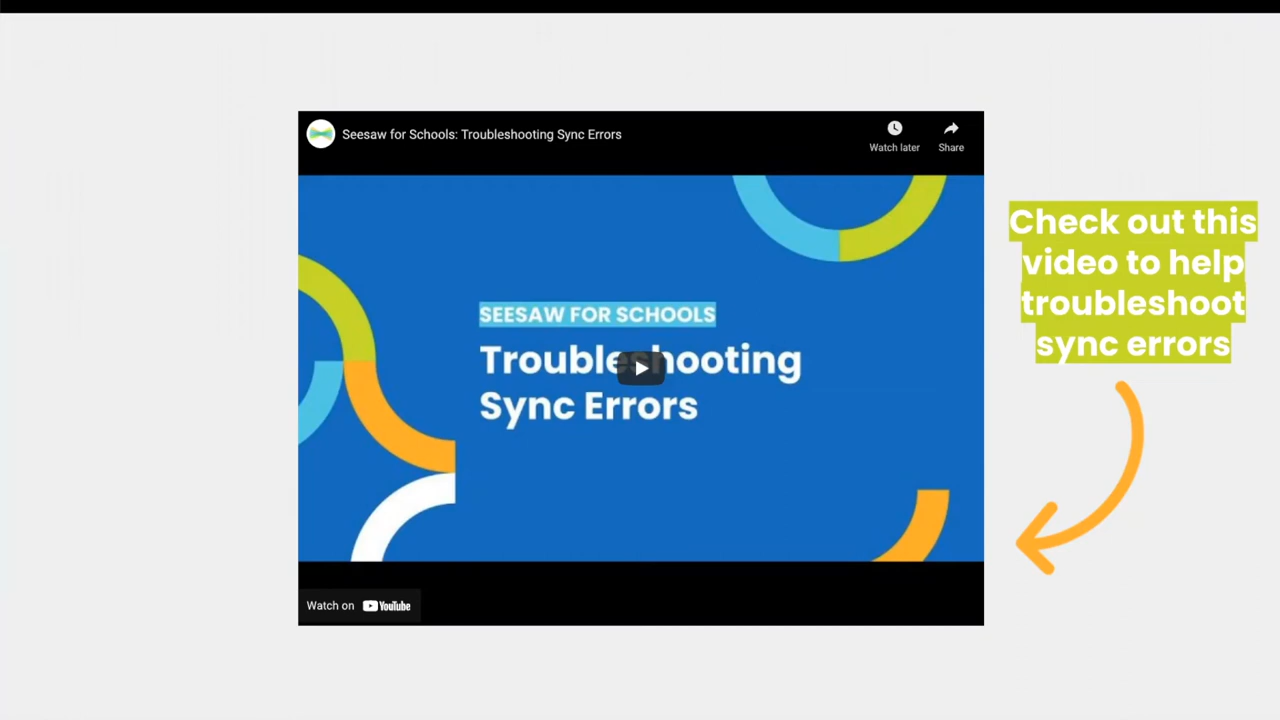 Seesaw for Schools: Troubleshooting Sync Errors
Watch later
Share
SEESAW FOR SCHOOLS
Troubleshooting
Sync Errors
Watch on YouTube
Check out this
video to help
troubleshoot
sync errors